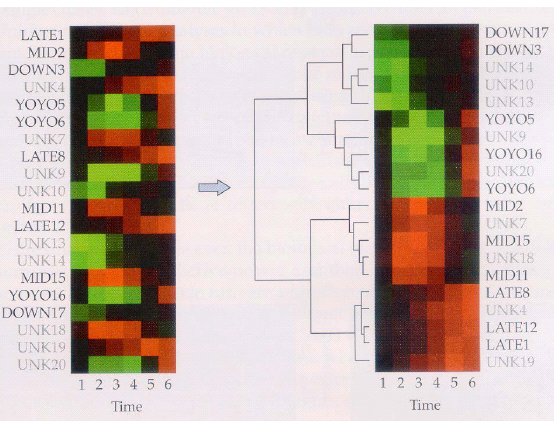 LATE1
MID2
DOWN3
UNK4
YOYO5
YOYO6
UNK7
LATE8
UNK9
UNK10
MID11
LATE12
UNK13
UNK14
MID15
YOYO16
DOWN17
UNK18
UNK19
UNK20
1 2 3 4 5 6
Time
DOWN17
DOWN3
UNK14
UNK10
UNK13
YOYO5
UNK9
YOYO16
UNK20
YOYO6
MID2
UNK7
MID15
UNK18
MID11
LATE8
UNK4
LATE12
LATE1
UNK19
1 2 3 4 5 6
Time